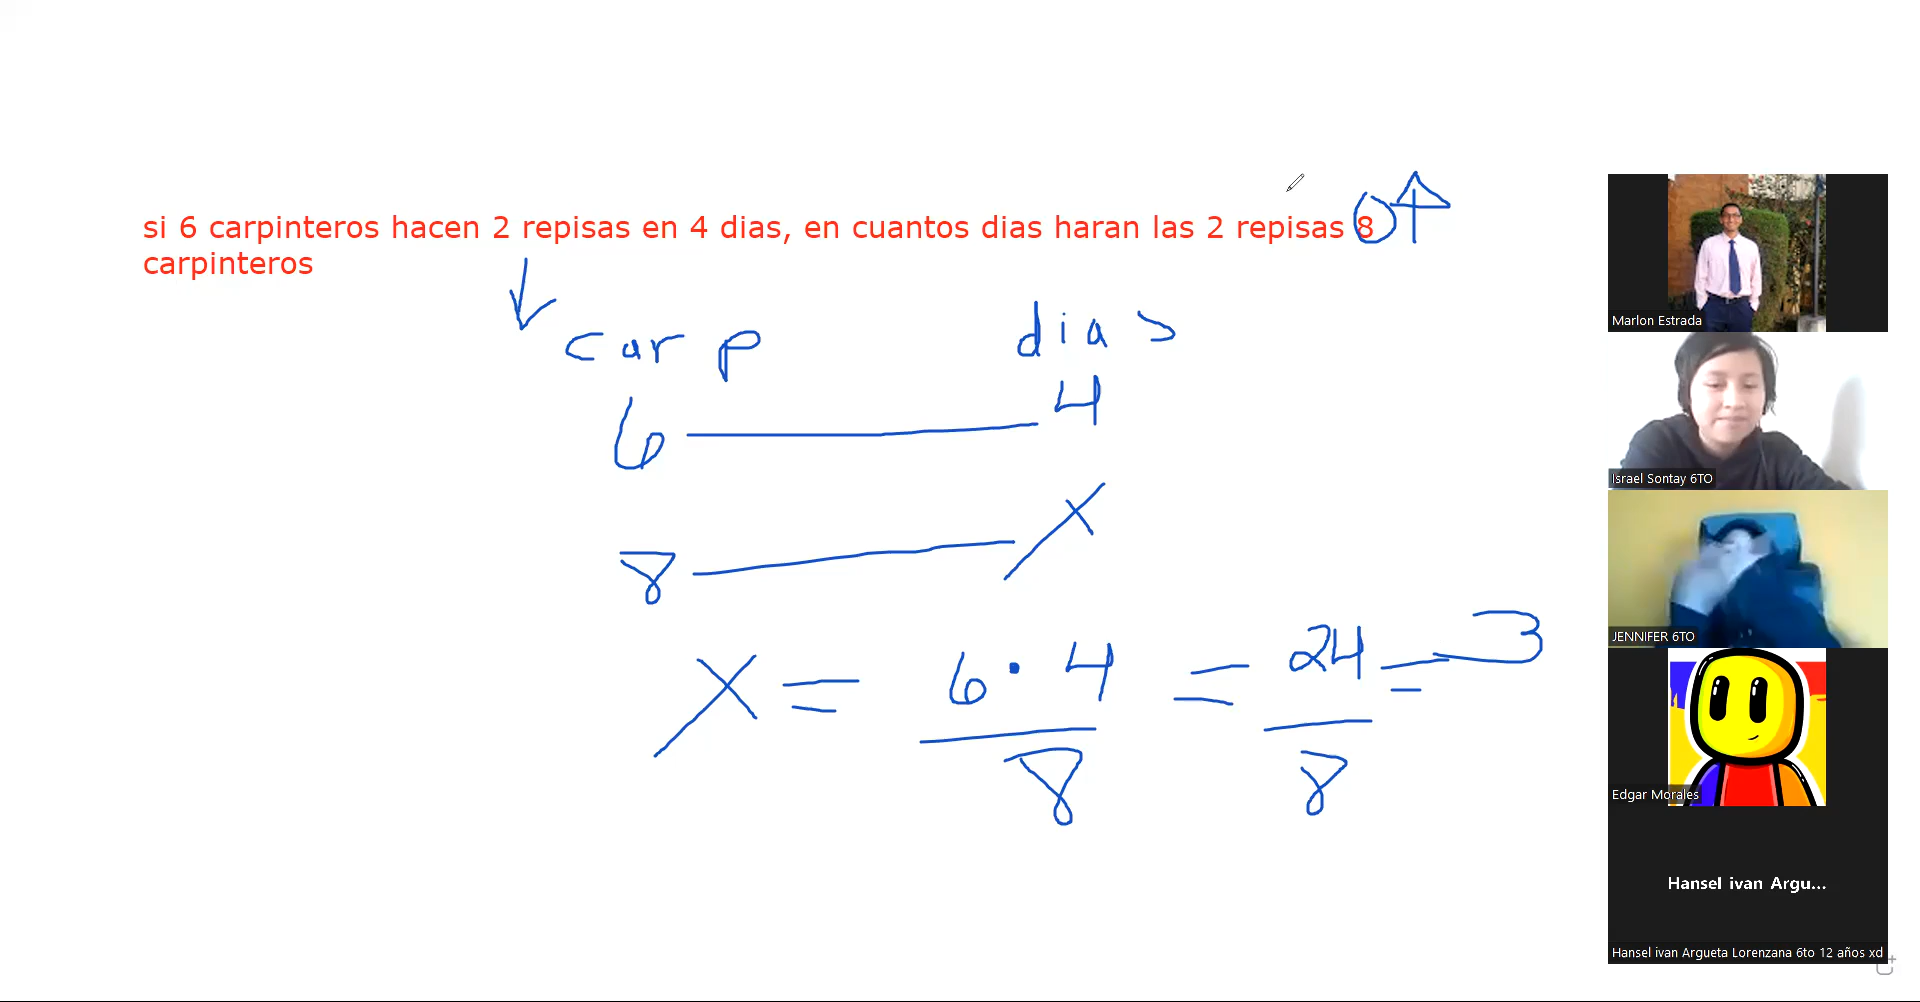 si 6 carpinteros hacen 2 repisas en 4 dias, en cuantos dias haran las 2 repisas 8
carpinteros
carp dias
6 4
8 x
x = 6 · 4 = 24 = 3
8 8
Marlon Estrada
Israel Sontay 6TO
JENNIFER 6TO
Edgar Morales
Hansel ivan Argu...
Hansel ivan Argueta Lorenzana 6to 12 años xd